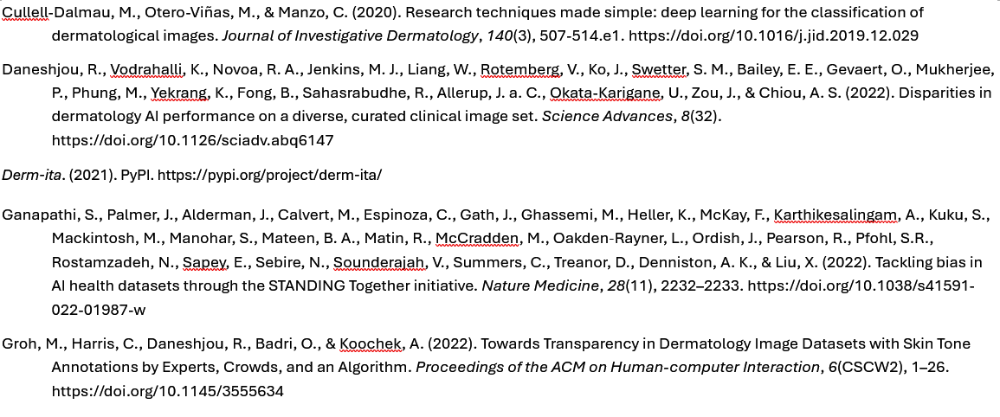 Cullell-Dalmau, M., Otero-Viñas, M., & Manzo, C. (2020). Research techniques made simple: deep learning for the classification of
dermatological images. Journal of Investigative Dermatology, 140(3), 507-514.e1. https://doi.org/10.1016/j.jid.2019.12.029
Daneshjou, R., Vodrahalli, K., Novoa, R. A., Jenkins, M. J., Liang, W., Rotemberg, V., Ko, J., Swetter, S. M., Bailey, E. E., Gevaert, O., Mukherjee,
P., Phung, M., Yekrang, K., Fong, B., Sahasrabudhe, R., Allerup, J. a. C., Okata-Karigane, U., Zou, J., & Chiou, A. S. (2022). Disparities in
dermatology AI performance on a diverse, curated clinical image set. Science Advances, 8(32).
https://doi.org/10.1126/sciadv.abq6147
Derm-ita. (2021). PyPI. https://pypi.org/project/derm-ita/
Ganapathi, S., Palmer, J., Alderman, J., Calvert, M., Espinoza, C., Gath, J., Ghassemi, M., Heller, K., McKay, F., Karthikesalingam, A., Kuku, S.,
Mackintosh, M., Manohar, S., Mateen, B. A., Matin, R., McCradden, M., Oakden-Rayner, L., Ordish, J., Pearson, R., Pfohl, S.R.,
Rostamzadeh, N., Sapey, E., Sebire, N., Sounderajah, V., Summers, C., Treanor, D., Denniston, A. K., & Liu, X. (2022). Tackling bias in
AI health datasets through the STANDING Together initiative. Nature Medicine, 28(11), 2232–2233. https://doi.org/10.1038/s41591-
022-01987-w
Groh, M., Harris, C., Daneshjou, R., Badri, O., & Koochek, A. (2022). Towards Transparency in Dermatology Image Datasets with Skin Tone
Annotations by Experts, Crowds, and an Algorithm. Proceedings of the ACM on Human-computer Interaction, 6(CSCW2), 1–26.
https://doi.org/10.1145/3555634